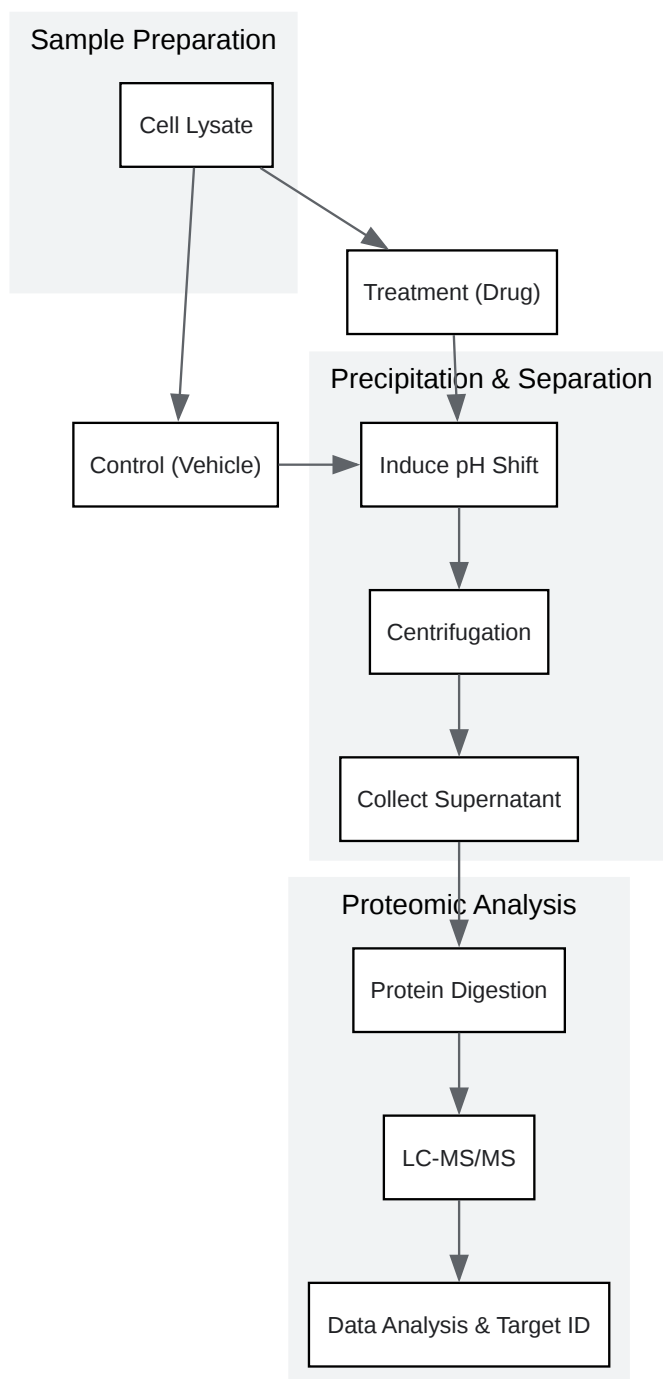 Sample Preparation
Cell Lysate
Treatment (Drug)
Precipitation & Separation
Control (Vehicle)
Induce pH Shift
Centrifugation
Collect Supernatant
Proteomic Analysis
Protein Digestion
LC-MS/MS
Data Analysis & Target ID